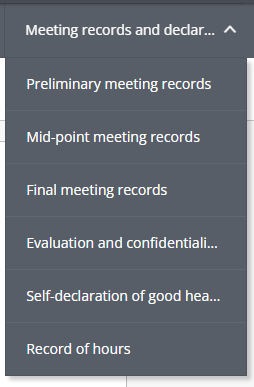 Meeting records and declar...
Preliminary meeting records
Mid-point meeting records
Final meeting records
Evaluation and confidentiali...
Self-declaration of good hea...
Record of hours